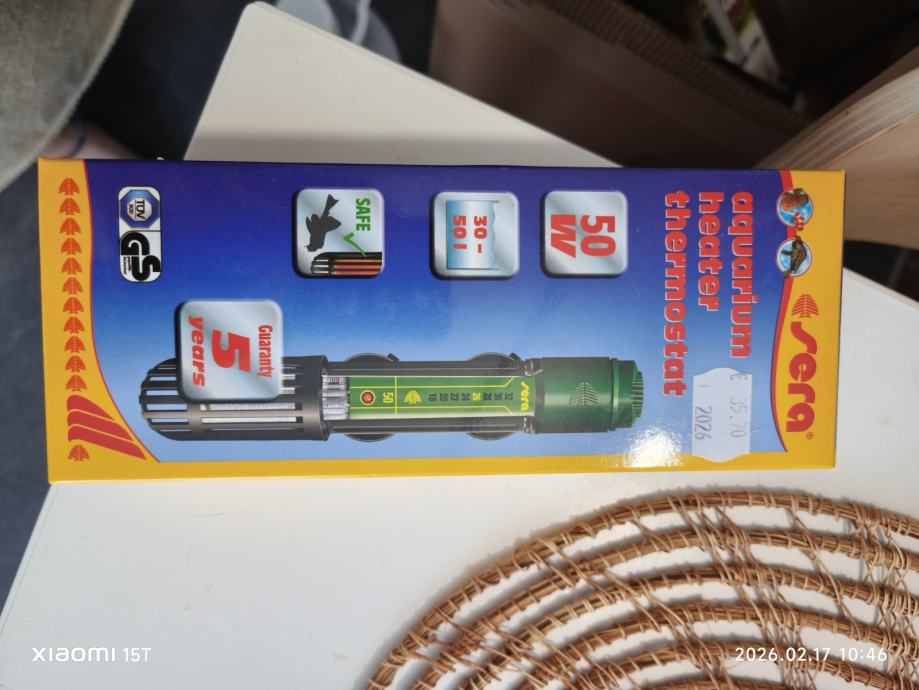 sera®
aquarium
heater
thermostat
€ 35.70
2026
50
W
30 -
50 l
SAFE
Guaranty
5
years
sera
32
30
28
26
24
22
20
18
50
TÜV
GS
XIAOMI 15T
2026.02.17 10:46